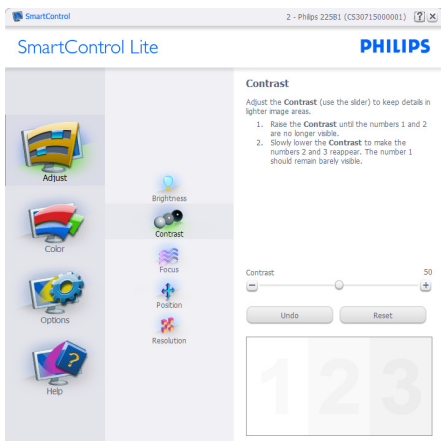 SmartControl
2 - Philips 225B1 (CS30715000001)
?
SmartControl Lite
PHILIPS
Adjust
Color
Options
Help
Brightness
Contrast
Focus
Position
Resolution
Contrast
Adjust the Contrast (use the slider) to keep details in
lighter image areas.
1. Raise the Contrast until the numbers 1 and 2
are no longer visible.
2. Slowly lower the Contrast to make the
numbers 2 and 3 reappear. The number 1
should remain barely visible.
Contrast 50
Undo Reset
1 2 3